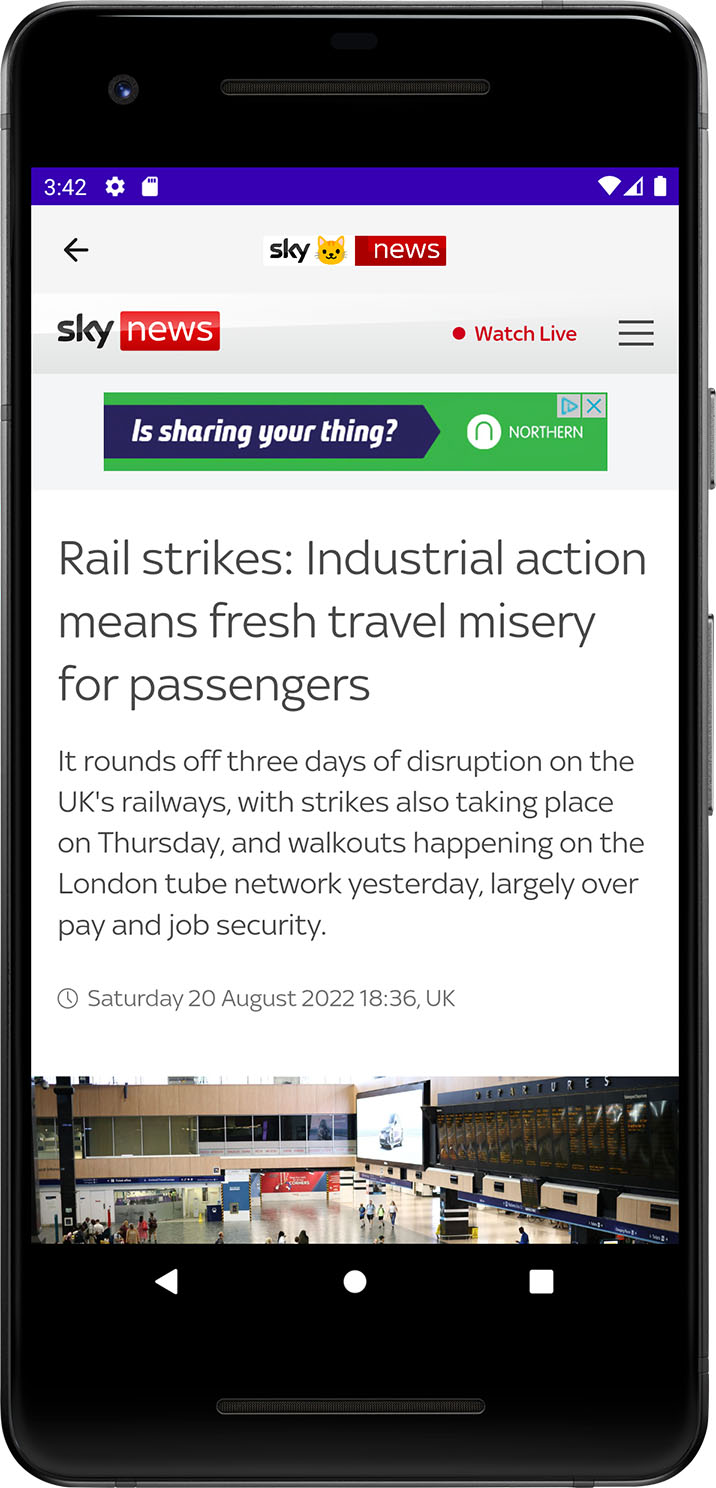 3:42
sky 🐱 news
sky news
Watch Live
Is sharing your thing?
NORTHERN
Rail strikes: Industrial action
means fresh travel misery
for passengers
It rounds off three days of disruption on the
UK's railways, with strikes also taking place
on Thursday, and walkouts happening on the
London tube network yesterday, largely over
pay and job security.
Saturday 20 August 2022 18:36, UK
DEPARTURES